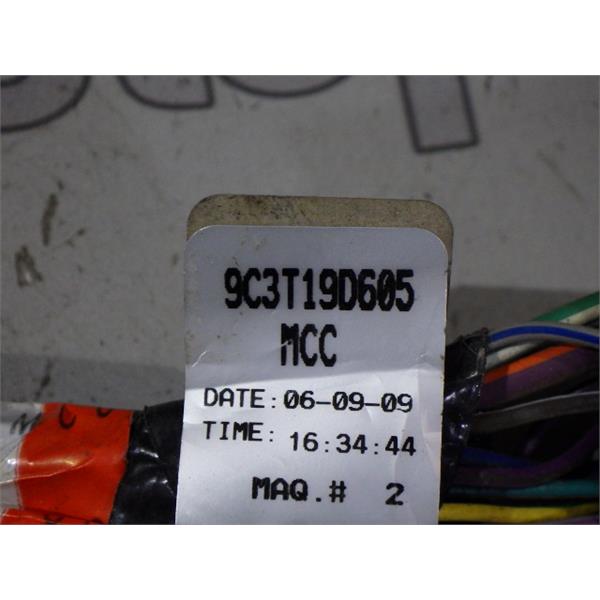 9C3T19D605
MCC
DATE: 06-09-09
TIME: 16:34:44
MAQ.# 2